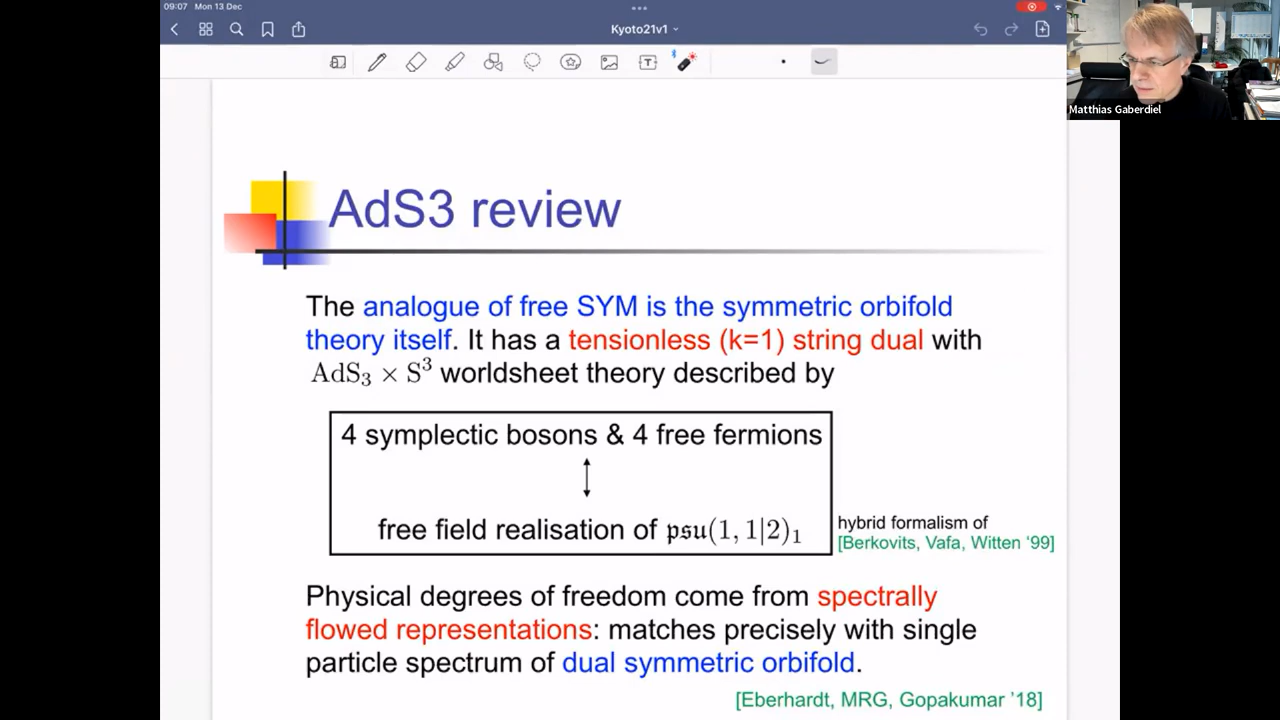 09:07 Mon 13 Dec
Kyoto21v1
Matthias Gaberdiel
AdS3 review
The analogue of free SYM is the symmetric orbifold
theory itself. It has a tensionless (k=1) string dual with
AdS₃ × S³ worldsheet theory described by
4 symplectic bosons & 4 free fermions
↕
free field realisation of 𝔭𝔰𝔲(1, 1|2)₁
hybrid formalism of
[Berkovits, Vafa, Witten '99]
Physical degrees of freedom come from spectrally
flowed representations: matches precisely with single
particle spectrum of dual symmetric orbifold.
[Eberhardt, MRG, Gopakumar '18]